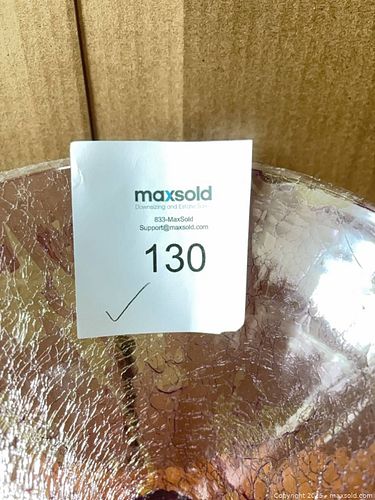 maxsold
Downsizing and Estate Sales
833-MaxSold
Support@maxsold.com
130
Copyright 2025 - maxsold.com